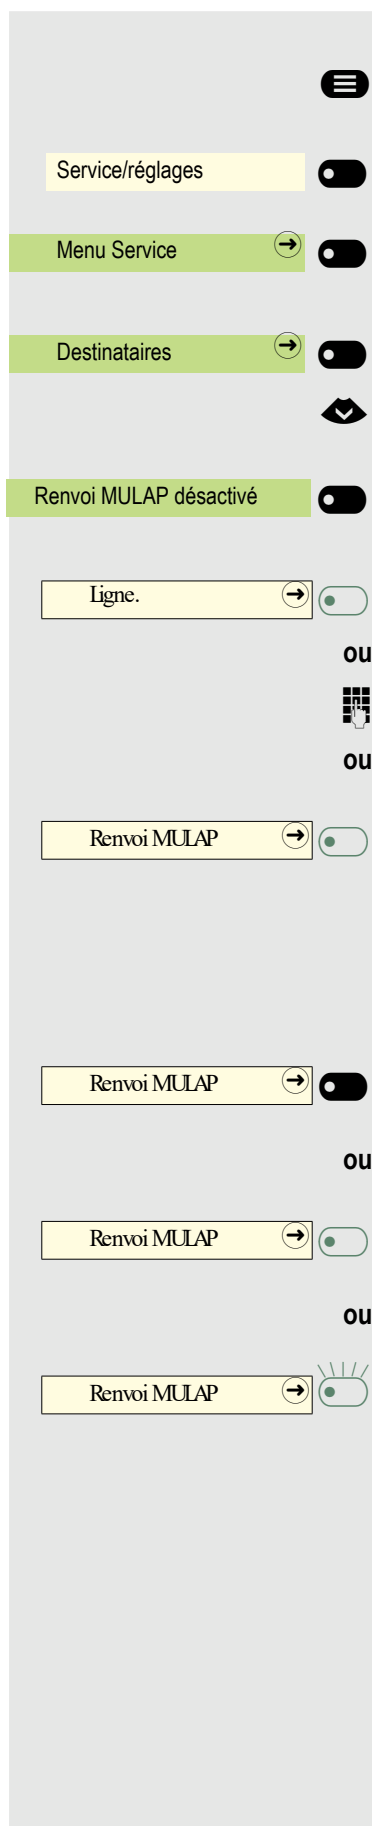 Service/réglages
Menu Service
Destinataires
Renvoi MULAP désactivé
Ligne.
ou
ou
Renvoi MULAP
Renvoi MULAP
ou
Renvoi MULAP
ou
Renvoi MULAP